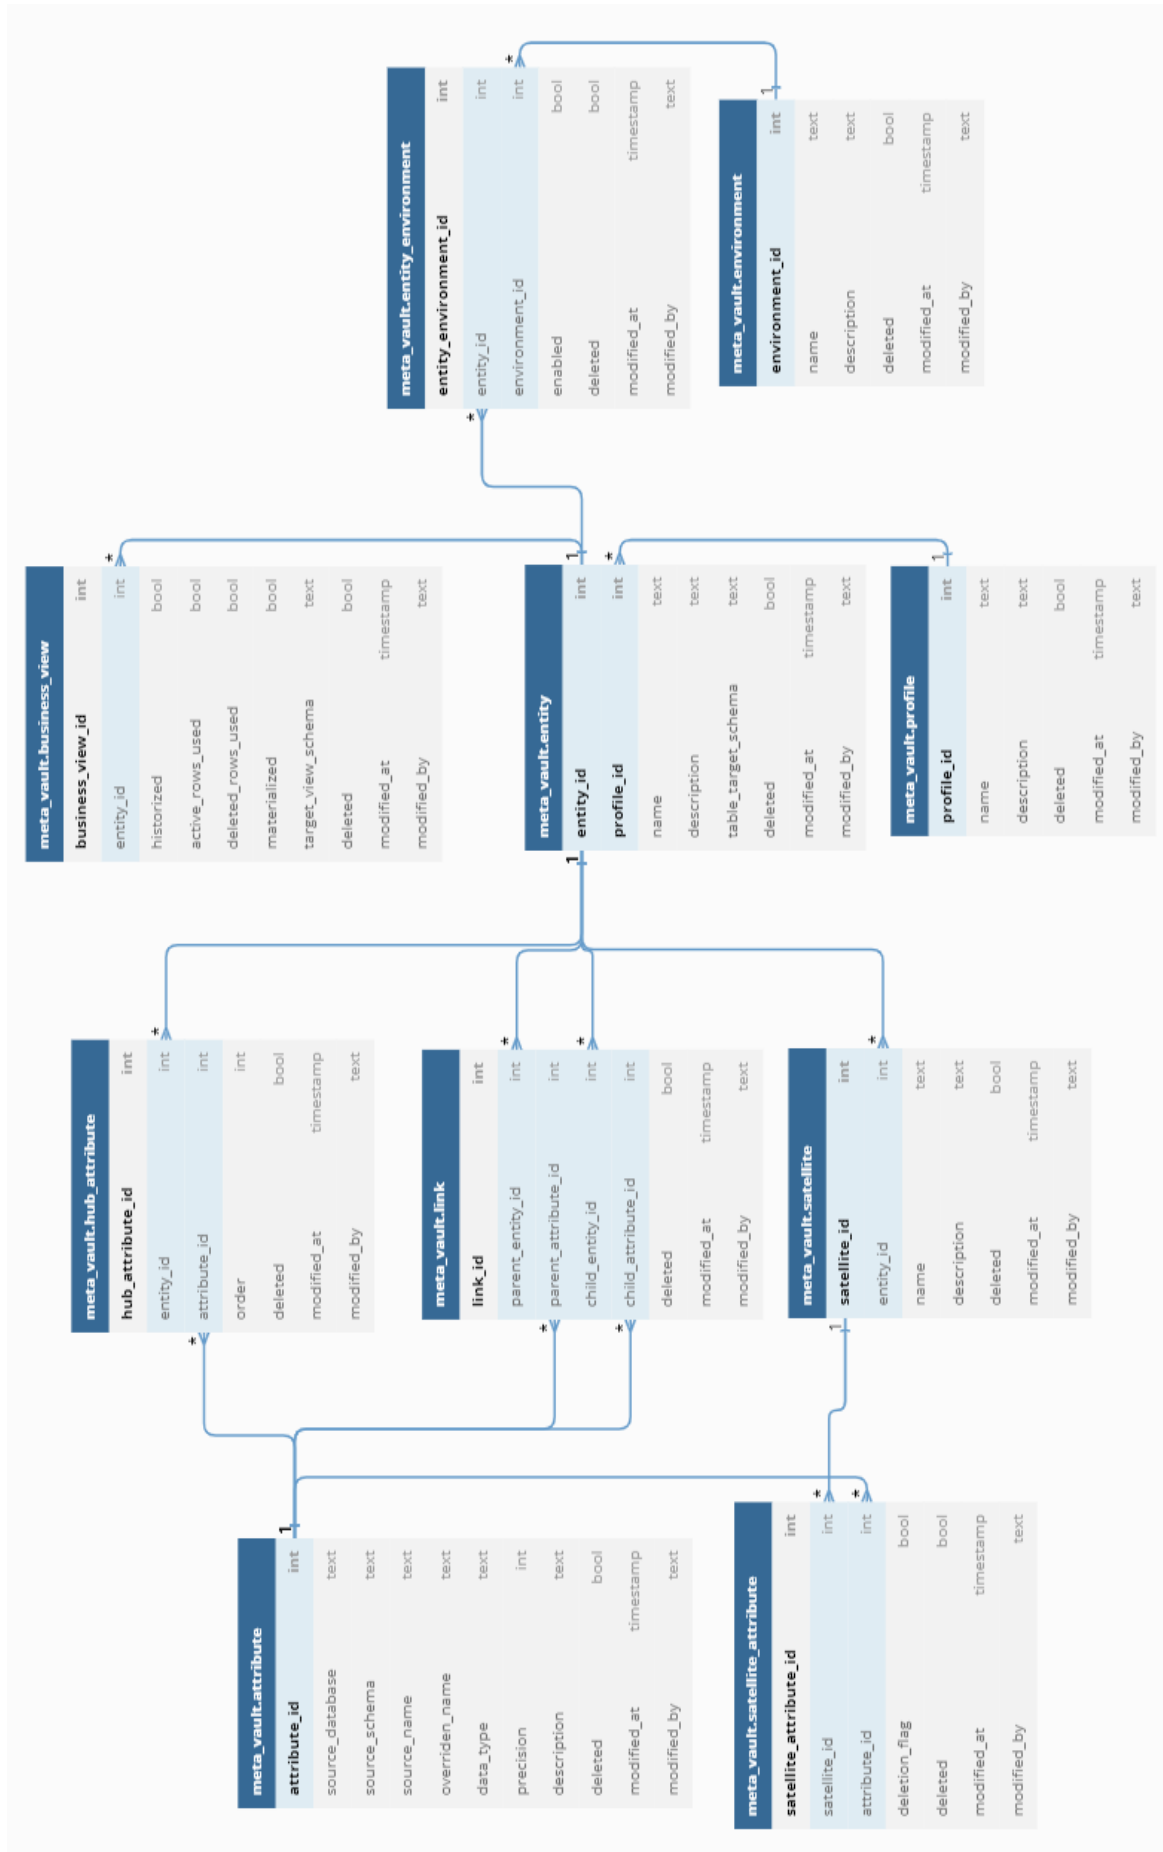 meta_vault.attribute
attribute_id int
source_database text
source_schema text
source_name text
overriden_name text
data_type text
precision int
description text
deleted bool
modified_at timestamp
modified_by text
meta_vault.satellite_attribute
satellite_attribute_id int
satellite_id int
attribute_id int
deletion_flag bool
deleted bool
modified_at timestamp
modified_by text
meta_vault.hub_attribute
hub_attribute_id int
entity_id int
attribute_id int
order int
deleted bool
modified_at timestamp
modified_by text
meta_vault.link
link_id int
parent_entity_id int
parent_attribute_id int
child_entity_id int
child_attribute_id int
deleted bool
modified_at timestamp
modified_by text
meta_vault.satellite
satellite_id int
entity_id int
name text
description text
deleted bool
modified_at timestamp
modified_by text
meta_vault.business_view
business_view_id int
entity_id int
historized bool
active_rows_used bool
deleted_rows_used bool
materialized bool
target_view_schema text
deleted bool
modified_at timestamp
modified_by text
meta_vault.entity
entity_id int
profile_id int
name text
description text
table_target_schema text
deleted bool
modified_at timestamp
modified_by text
meta_vault.profile
profile_id int
name text
description text
deleted bool
modified_at timestamp
modified_by text
meta_vault.entity_environment
entity_environment_id int
entity_id int
environment_id int
enabled bool
deleted bool
modified_at timestamp
modified_by text
meta_vault.environment
environment_id int
name text
description text
deleted bool
modified_at timestamp
modified_by text
1
*
*
*
*
*
1
*
*
*
*
1
1
*
*
1
*
*
1